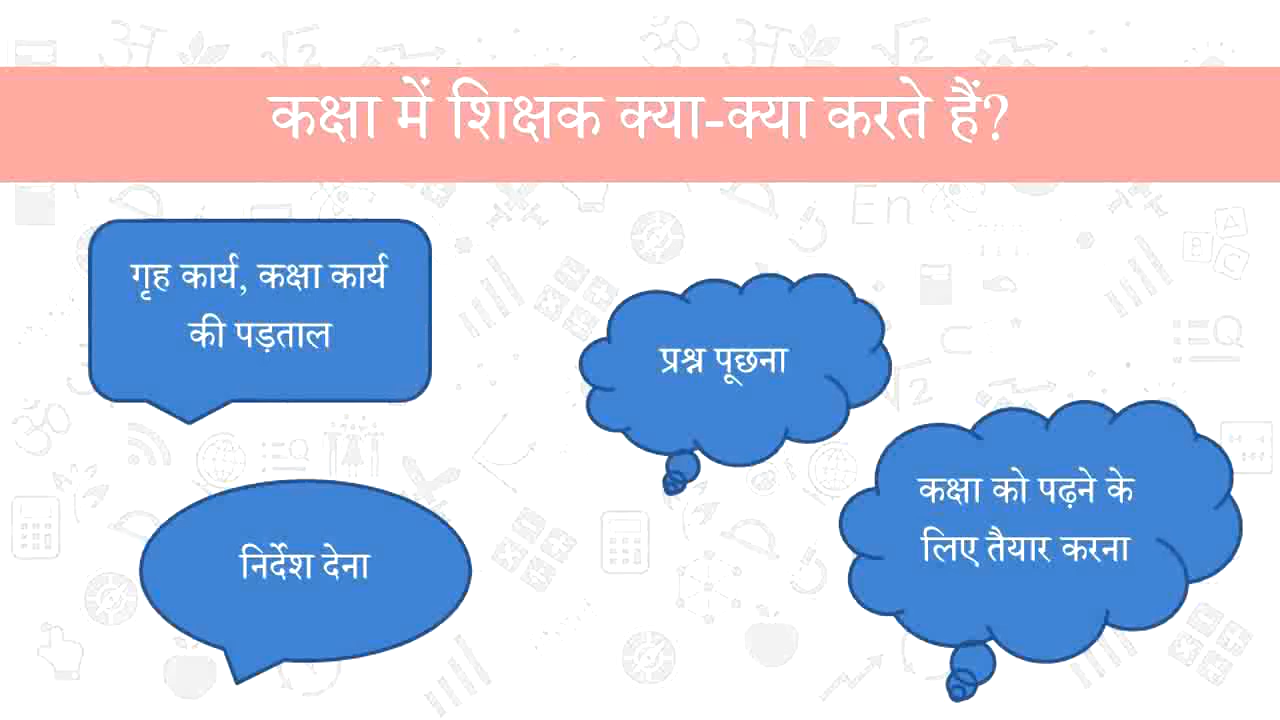 कक्षा में शिक्षक क्या-क्या करते हैं?
गृह कार्य, कक्षा कार्य
की पड़ताल
प्रश्न पूछना
कक्षा को पढ़ने के
लिए तैयार करना
निर्देश देना